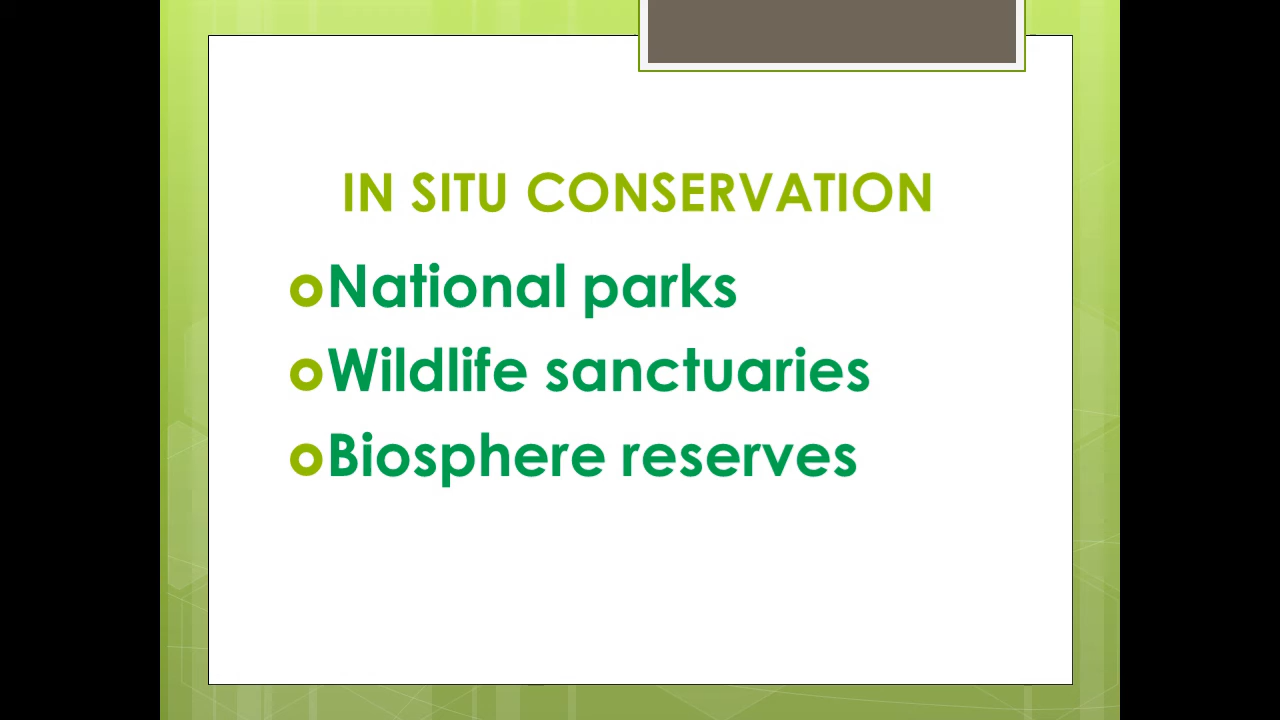 IN SITU CONSERVATION
National parks
Wildlife sanctuaries
Biosphere reserves